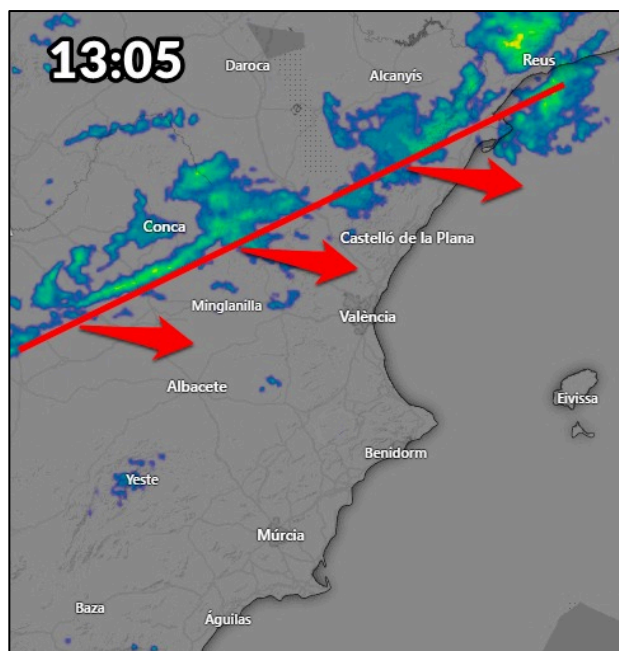 13:05
Daroca
Alcanyís
Reus
Conca
Castelló de la Plana
Minglanilla
València
Albacete
Eivissa
Benidorm
Yeste
Múrcia
Baza
Águilas